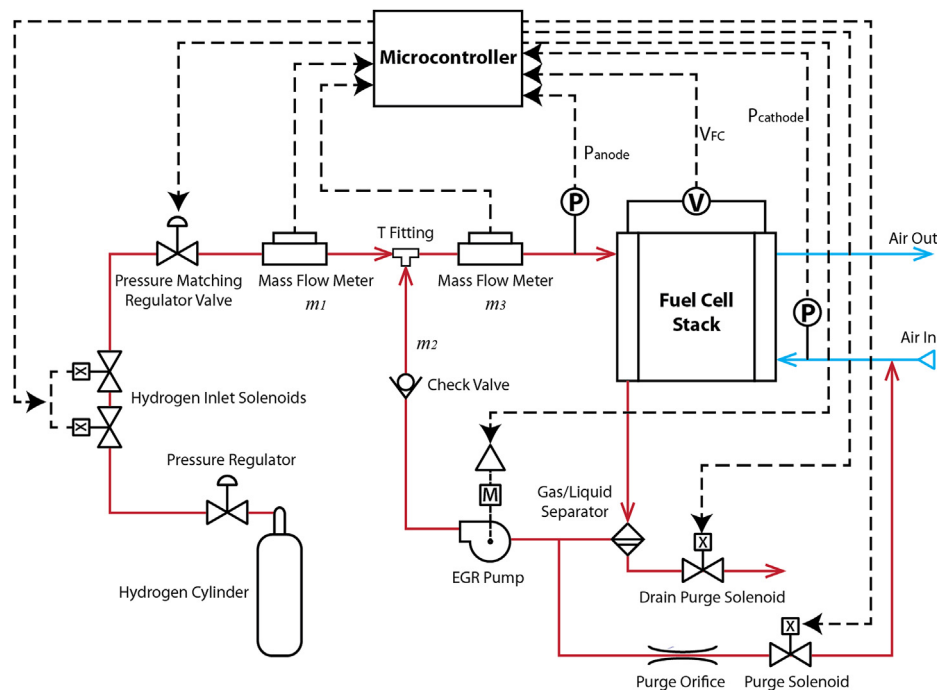 Microcontroller
Pcathode
VFC
Panode
P
V
T Fitting
Air Out
Pressure Matching
Regulator Valve
Mass Flow Meter
m1
Mass Flow Meter
m3
Fuel Cell
Stack
P
Air In
m2
X
Hydrogen Inlet Solenoids
X
Check Valve
Pressure Regulator
M
Gas/Liquid
Separator
X
EGR Pump
Drain Purge Solenoid
Hydrogen Cylinder
X
Purge Orifice
Purge Solenoid